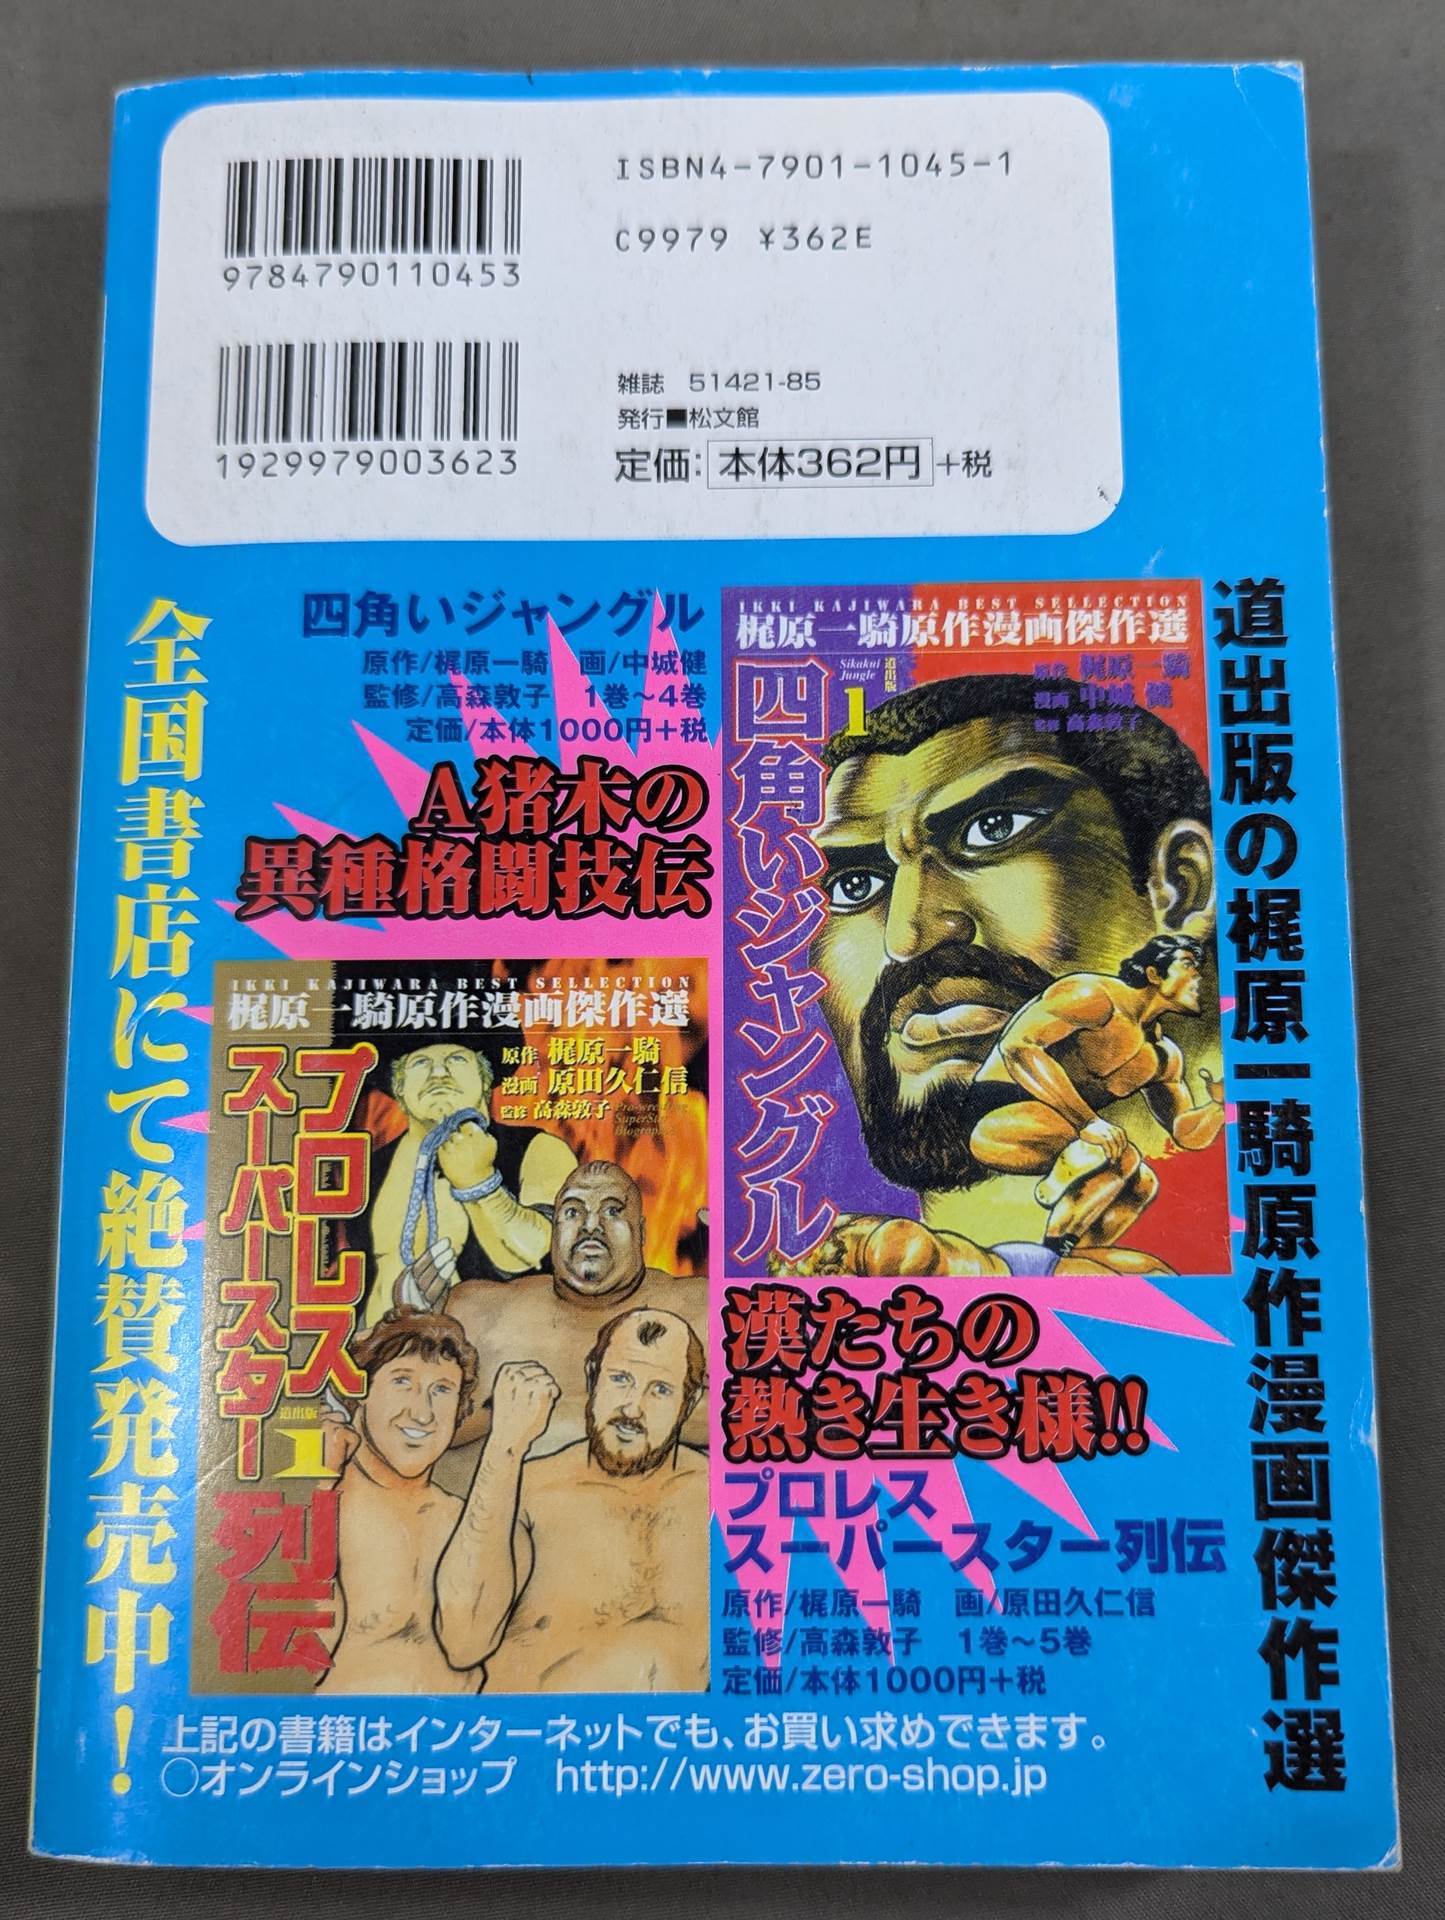 ISBN4-7901-1045-1
C9979 ¥362E
9784790110453
1929979003623
雑誌 51421-85
発行■松文館
定価：本体362円+税
道出版の梶原一騎原作漫画傑作選
全国書店にて絶賛発売中！
四角いジャングル
原作/梶原一騎 画/中城健
監修/高森敦子 1巻～4巻
定価/本体1000円+税
A猪木の
異種格闘技伝
IKKI KAJIWARA BEST SELLECTION
梶原一騎原作漫画傑作選
四角いジャングル
Sikakui
Jungle
道出版
1
原作 梶原一騎
漫画 中城 健
監修 高森敦子
IKKI KAJIWARA BEST SELLECTION
梶原一騎原作漫画傑作選
プロレス
スーパースター
列伝
道出版
1
原作 梶原一騎
漫画 原田久仁信
監修 高森敦子
漢たちの
熱き生き様!!
プロレス
スーパースター列伝
原作/梶原一騎 画/原田久仁信
監修/高森敦子 1巻～5巻
定価/本体1000円+税
上記の書籍はインターネットでも、お買い求めできます。
○オンラインショップ http://www.zero-shop.jp